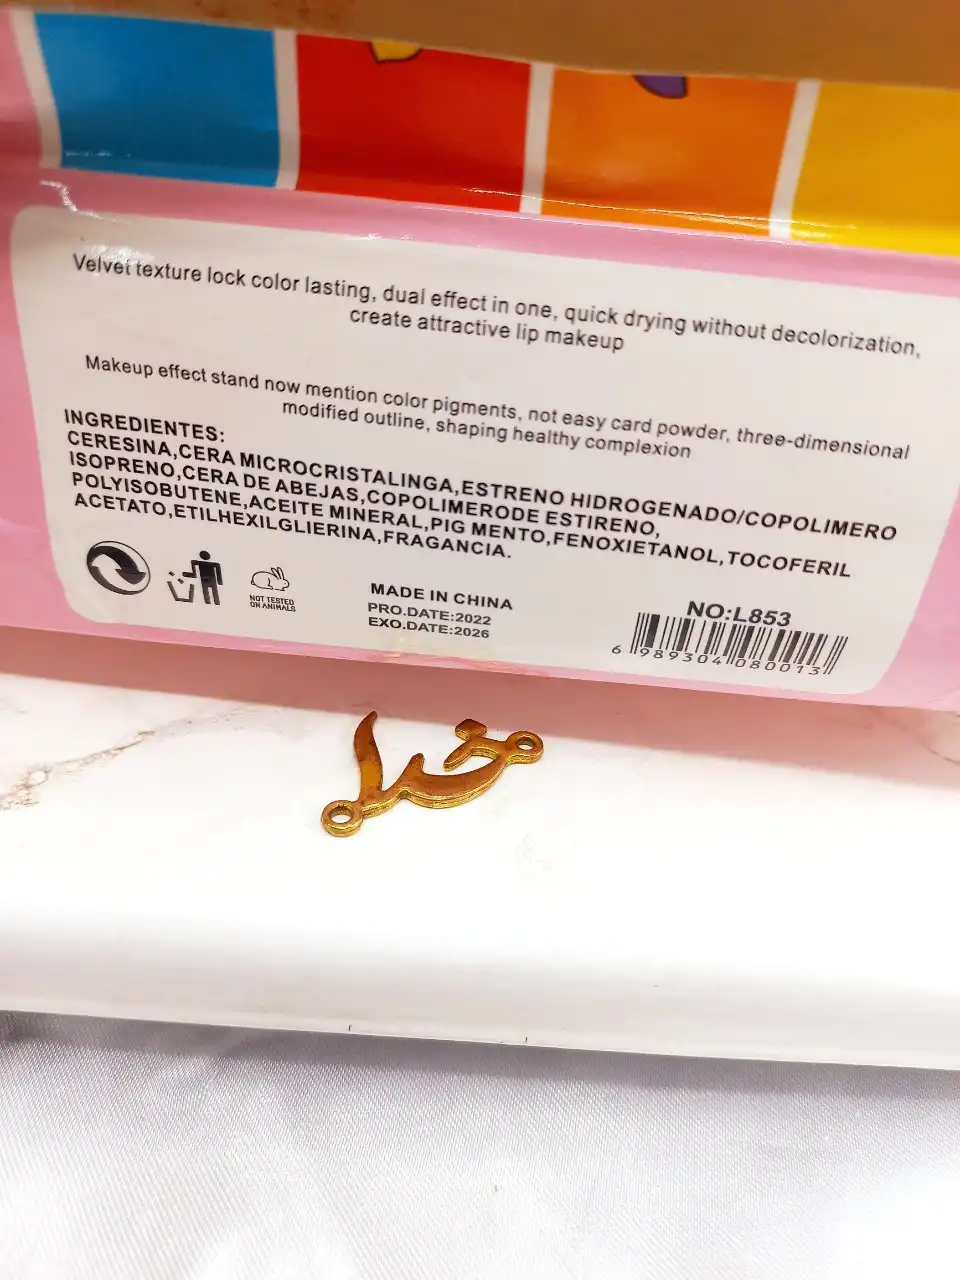 Velvet texture lock color lasting, dual effect in one, quick drying without decolorization,
create attractive lip makeup
Makeup effect stand now mention color pigments, not easy card powder, three-dimensional
modified outline, shaping healthy complexion
INGREDIENTES:
CERESINA,CERA MICROCRISTALINGA,ESTRENO HIDROGENADO/COPOLIMERO
ISOPRENO,CERA DE ABEJAS,COPOLIMERODE ESTIRENO,
POLYISOBUTENE,ACEITE MINERAL,PIG MENTO,FENOXIETANOL,TOCOFERIL
ACETATO,ETILHEXILGLIERINA,FRAGANCIA.
NOT TESTED
ON ANIMALS
MADE IN CHINA
PRO.DATE:2022
EXO.DATE:2026
NO:L853
6 989304 080013